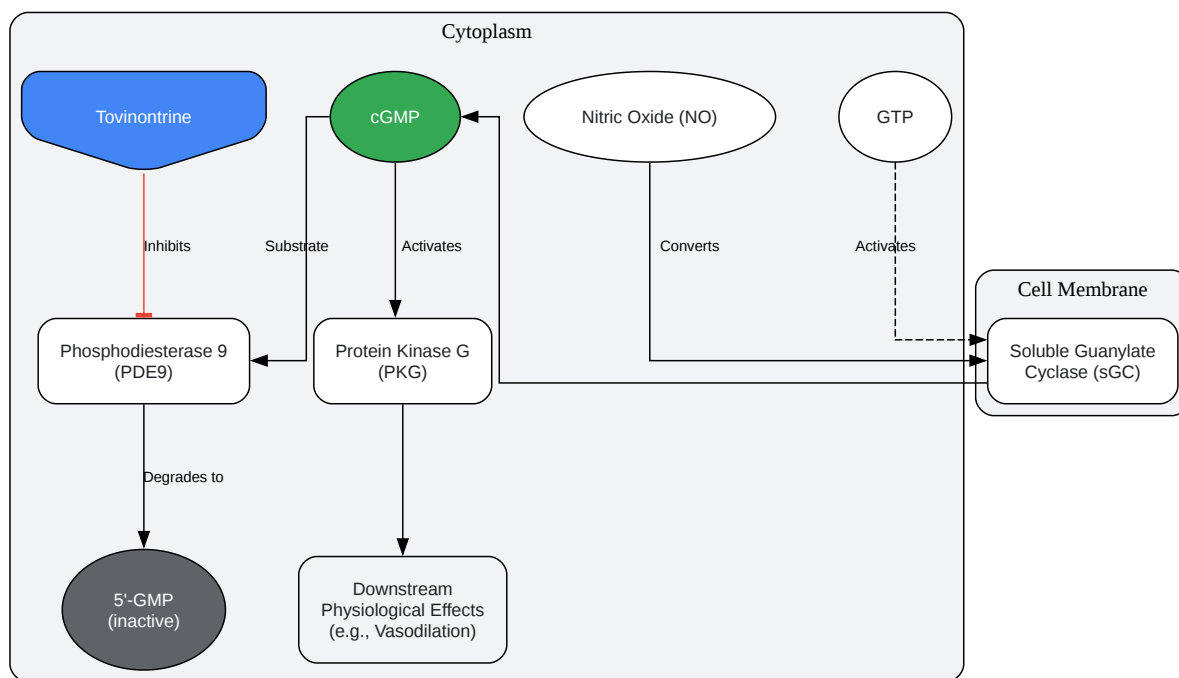 Cytoplasm
Tovinontrine
cGMP
Nitric Oxide (NO)
GTP
Inhibits
Substrate
Activates
Converts
Activates
Cell Membrane
Phosphodiesterase 9
(PDE9)
Protein Kinase G
(PKG)
Soluble Guanylate
Cyclase (sGC)
Degrades to
5'-GMP
(inactive)
Downstream
Physiological Effects
(e.g., Vasodilation)